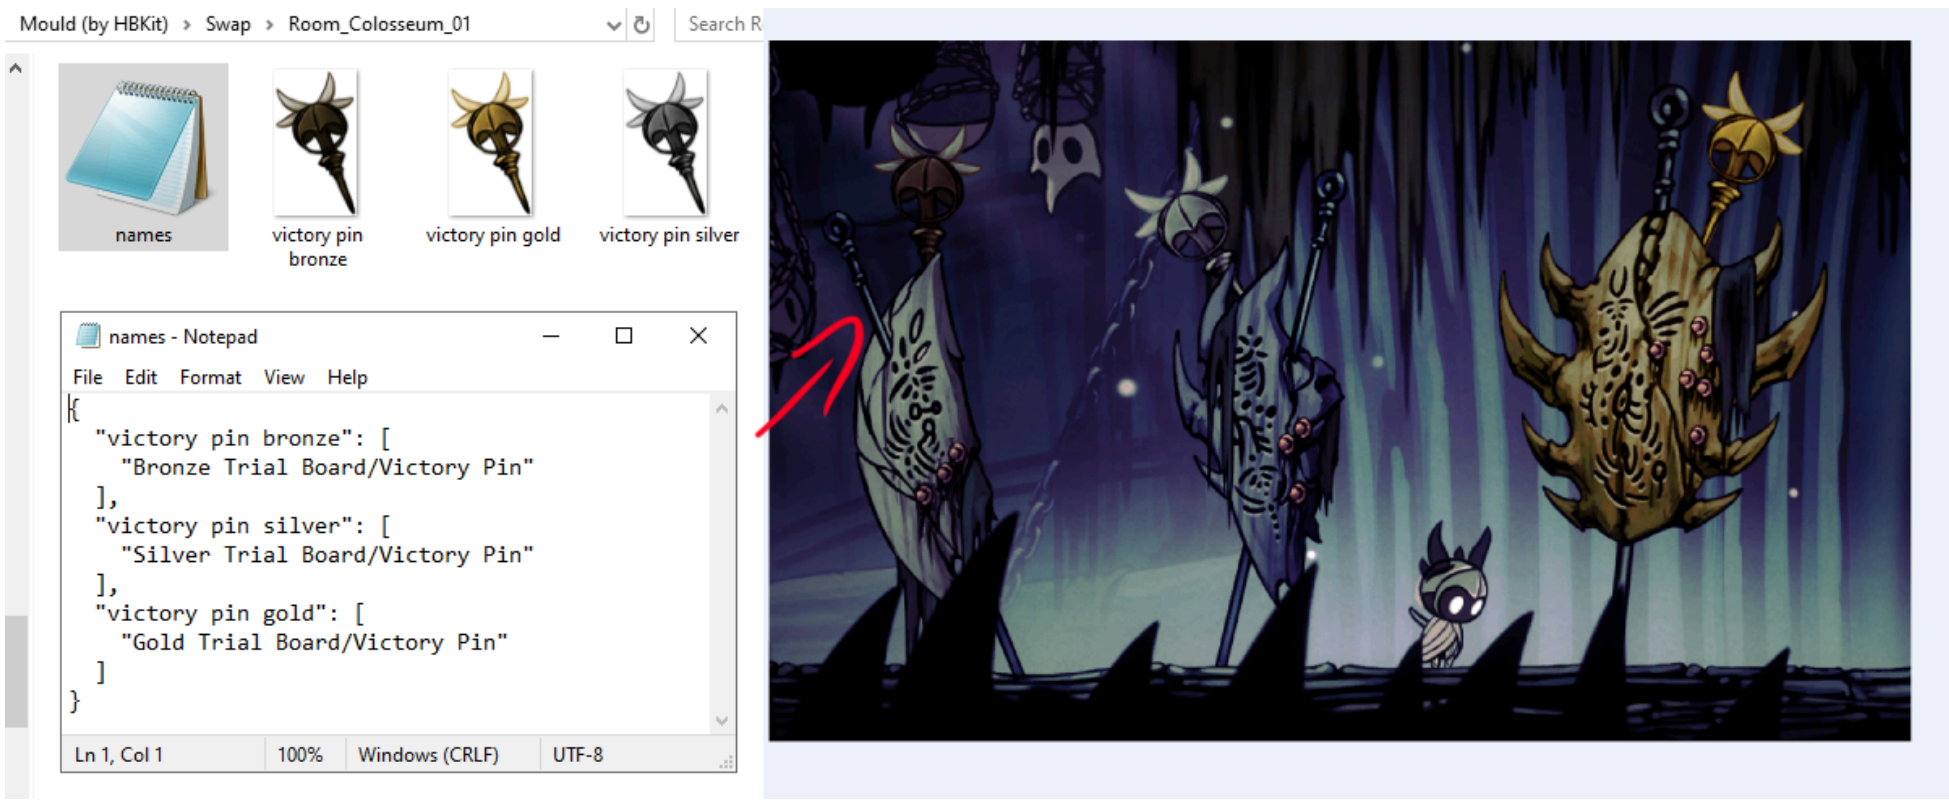 Mould (by HBKit) > Swap > Room_Colosseum_01
Search R
names
victory pin
bronze
victory pin gold
victory pin silver
names - Notepad
File Edit Format View Help
{
"victory pin bronze": [
"Bronze Trial Board/Victory Pin"
],
"victory pin silver": [
"Silver Trial Board/Victory Pin"
],
"victory pin gold": [
"Gold Trial Board/Victory Pin"
]
}
Ln 1, Col 1
100%
Windows (CRLF)
UTF-8